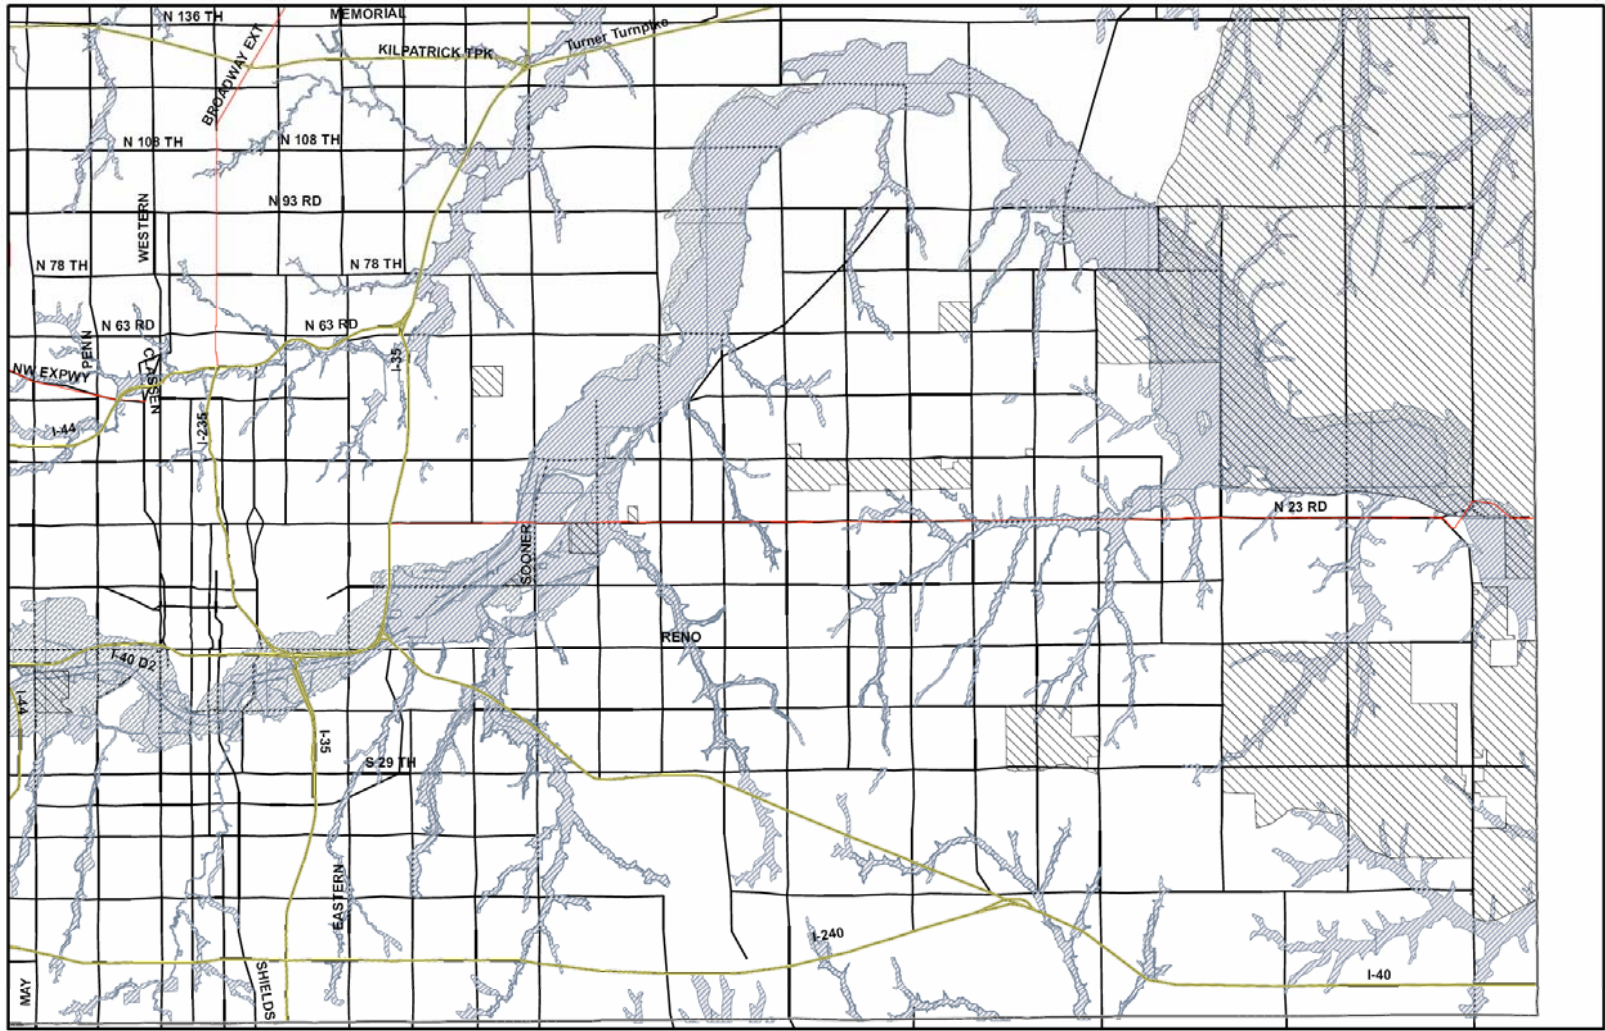 N 136 TH
MEMORIAL
BROADWAY EXT
KILPATRICK TPK
Turner Turnpike
N 108 TH
N 108 TH
N 93 RD
WESTERN
N 78 TH
N 78 TH
N 63 RD
N 63 RD
PENN
CLASSEN
I-35
NW EXPWY
I-44
I-235
N 23 RD
SOONER
RENO
I-40 D2
I-44
I-35
S 29 TH
EASTERN
I-240
I-40
MAY
SHIELDS